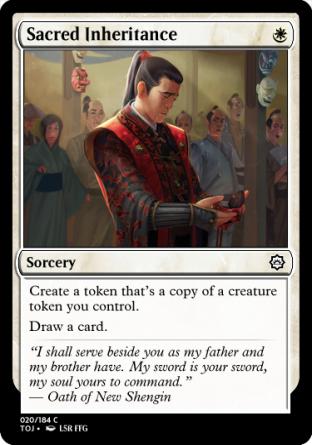 Sacred Inheritance
Sorcery
Create a token that's a copy of a creature
token you control.
Draw a card.
"I shall serve beside you as my father and
my brother have. My sword is your sword,
my soul yours to command."
— Oath of New Shengin
020/184 C
TOJ • LSR FFG